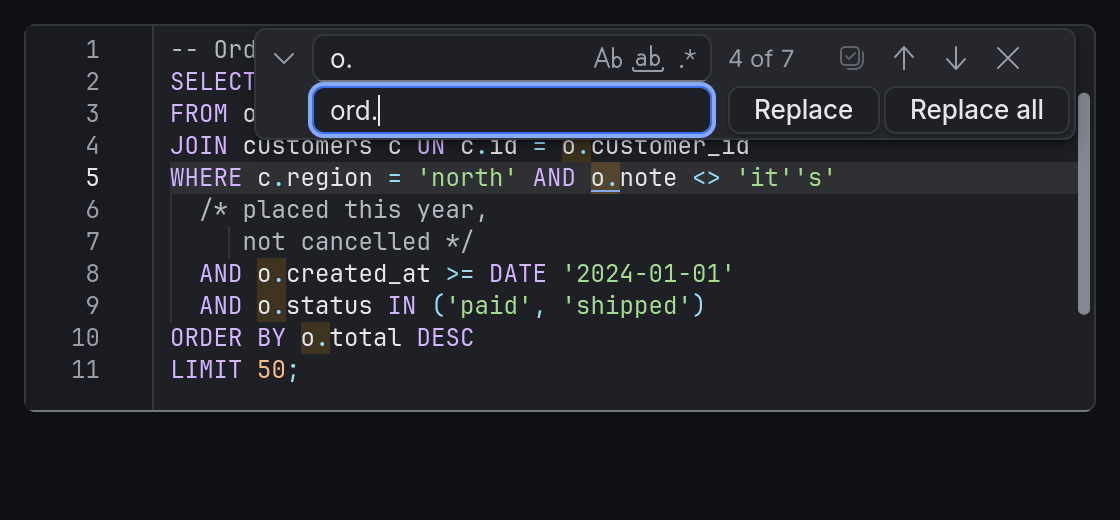 1 -- Ord
o.
Ab ab .*
4 of 7
2 SELECT
3 FROM o
ord.
Replace
Replace all
4 JOIN customers c ON c.id = o.customer_id
5 WHERE c.region = 'north' AND o.note <> 'it''s'
6 /* placed this year,
7 not cancelled */
8 AND o.created_at >= DATE '2024-01-01'
9 AND o.status IN ('paid', 'shipped')
10 ORDER BY o.total DESC
11 LIMIT 50;